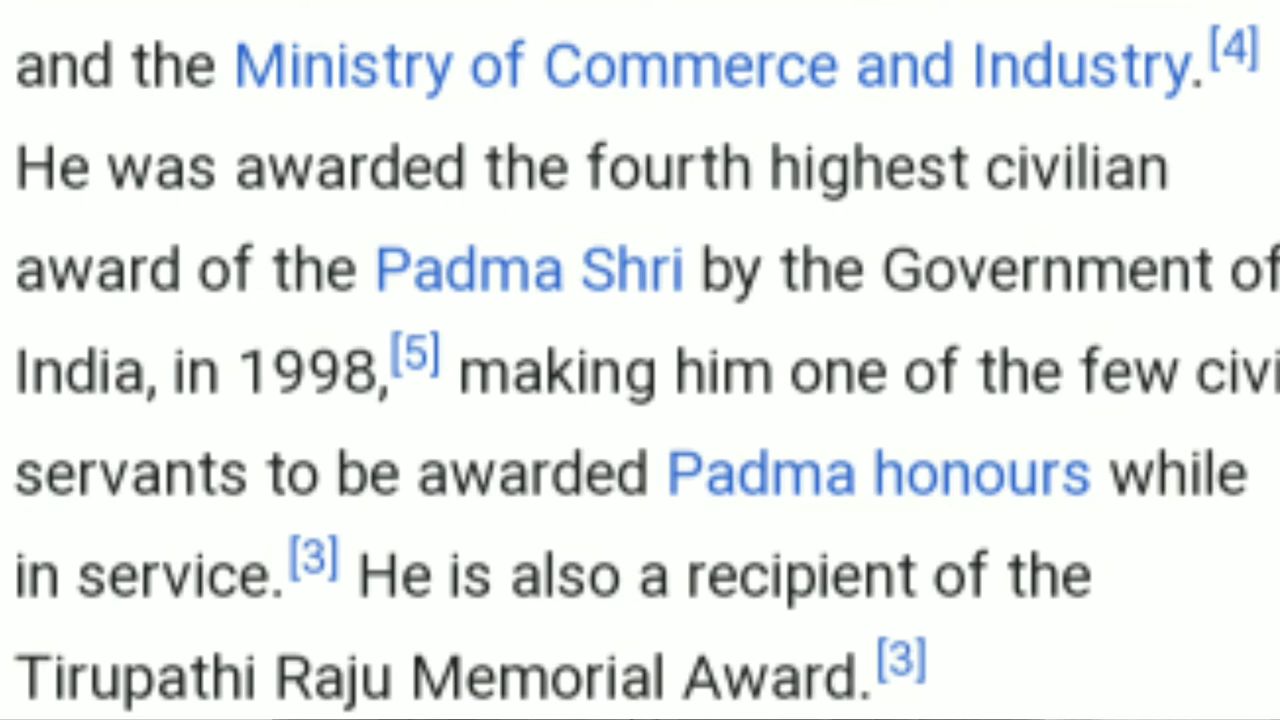 and the Ministry of Commerce and Industry.[4]
He was awarded the fourth highest civilian
award of the Padma Shri by the Government of
India, in 1998,[5] making him one of the few civi
servants to be awarded Padma honours while
in service.[3] He is also a recipient of the
Tirupathi Raju Memorial Award.[3]